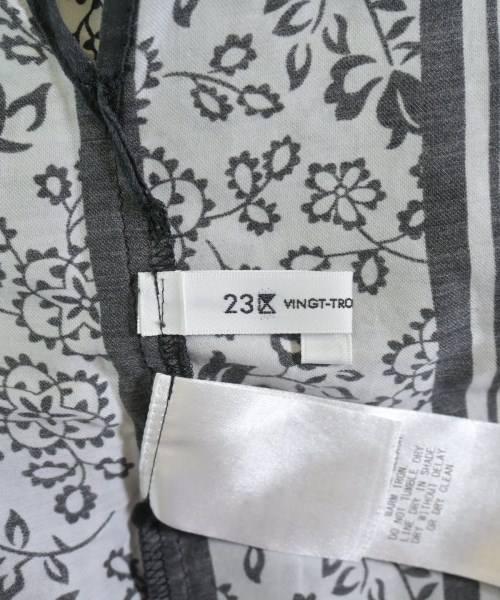 23区 VINGT-TRO
WARM IRON.
DO NOT TUMBLE DRY
LINE DRY IN SHADE
DRY WITHOUT DELAY
OR DRY CLEAN